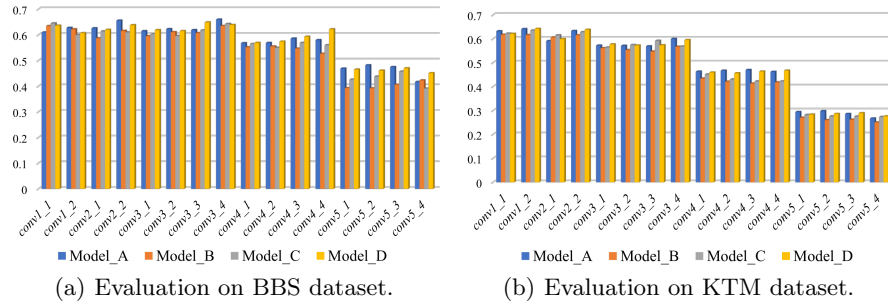 0.7
0.6
0.5
0.4
0.3
0.2
0.1
0
conv1_1
conv1_2
conv2_1
conv2_2
conv3_1
conv3_2
conv3_3
conv3_4
conv4_1
conv4_2
conv4_3
conv4_4
conv5_1
conv5_2
conv5_3
conv5_4
Model_A Model_B Model_C Model_D
(a) Evaluation on BBS dataset.
0.7
0.6
0.5
0.4
0.3
0.2
0.1
0
conv1_1
conv1_2
conv2_1
conv2_2
conv3_1
conv3_2
conv3_3
conv3_4
conv4_1
conv4_2
conv4_3
conv4_4
conv5_1
conv5_2
conv5_3
conv5_4
Model_A Model_B Model_C Model_D
(b) Evaluation on KTM dataset.